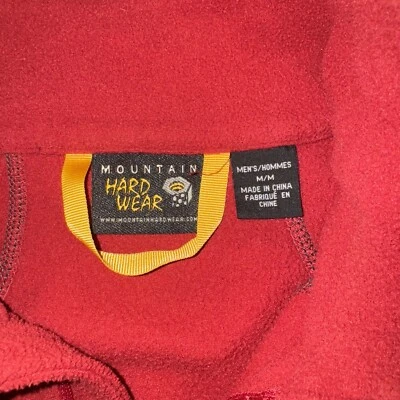 MOUNTAIN
HARD
WEAR
WWW.MOUNTAINHARDWEAR.COM
MEN'S/HOMMES
M/M
MADE IN CHINA
FABRIQUÉ EN
CHINE